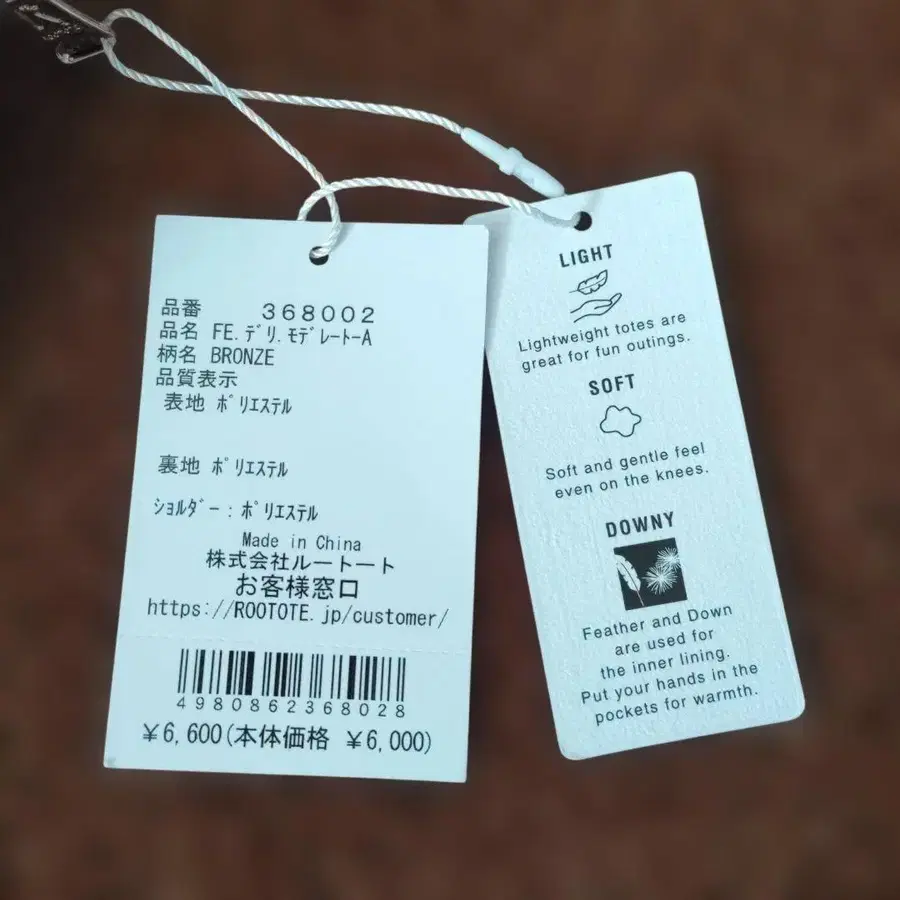 品番 368002
品名 FE.ﾃﾞﾘ.ﾓﾃﾞﾚｰﾄｰA
柄名 BRONZE
品質表示
表地 ﾎﾟﾘｴｽﾃﾙ
裏地 ﾎﾟﾘｴｽﾃﾙ
ｼｮﾙﾀﾞｰ:ﾎﾟﾘｴｽﾃﾙ
Made in China
株式会社ルートート
お客様窓口
https://ROOTOTE.jp/customer/
4980862368028
¥6,600(本体価格 ¥6,000)
LIGHT
Lightweight totes are
great for fun outings.
SOFT
Soft and gentle feel
even on the knees.
DOWNY
Feather and Down
are used for
the inner lining.
Put your hands in the
pockets for warmth.